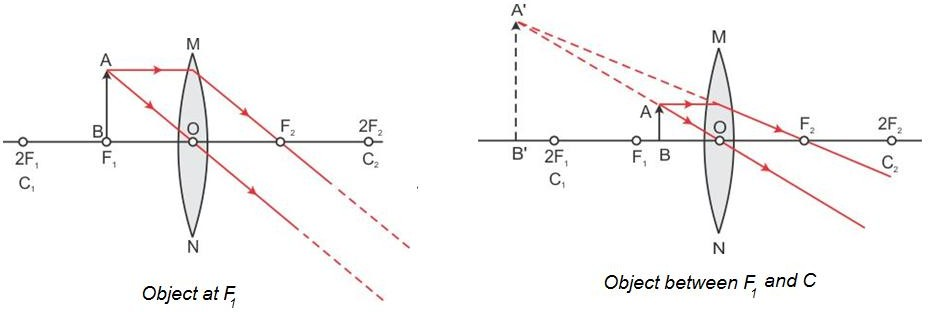 M
A
B
O
F₂
2F₂
2F₁
F₁
C₂
C₁
N
Object at F₁
A'
M
A
O
F₂
2F₂
B'
2F₁
F₁
B
C₁
C₂
N
Object between F₁ and C